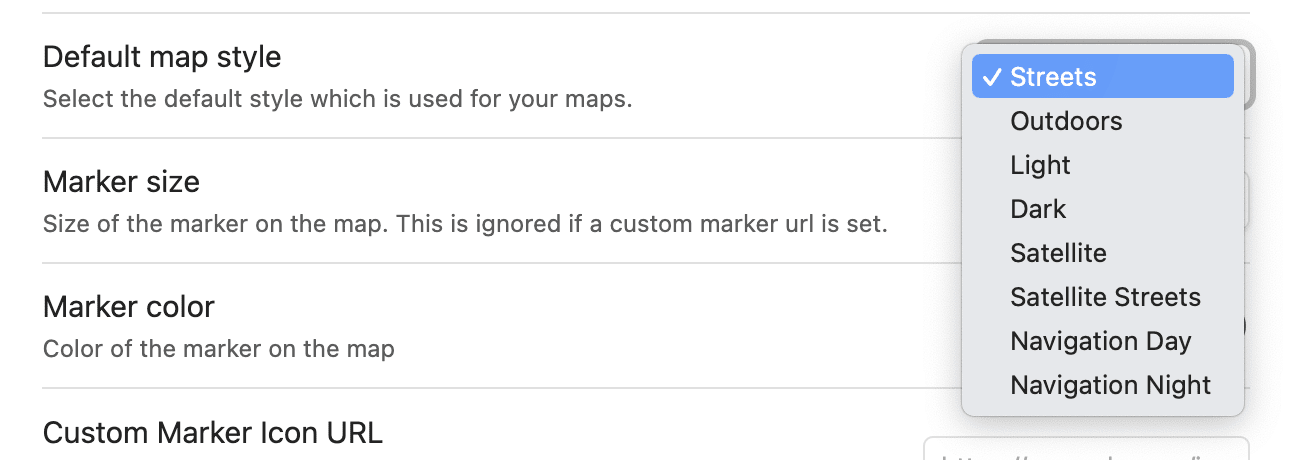 Default map style
Select the default style which is used for your maps.
✓ Streets
Outdoors
Light
Dark
Satellite
Satellite Streets
Navigation Day
Navigation Night
Marker size
Size of the marker on the map. This is ignored if a custom marker url is set.
Marker color
Color of the marker on the map
Custom Marker Icon URL